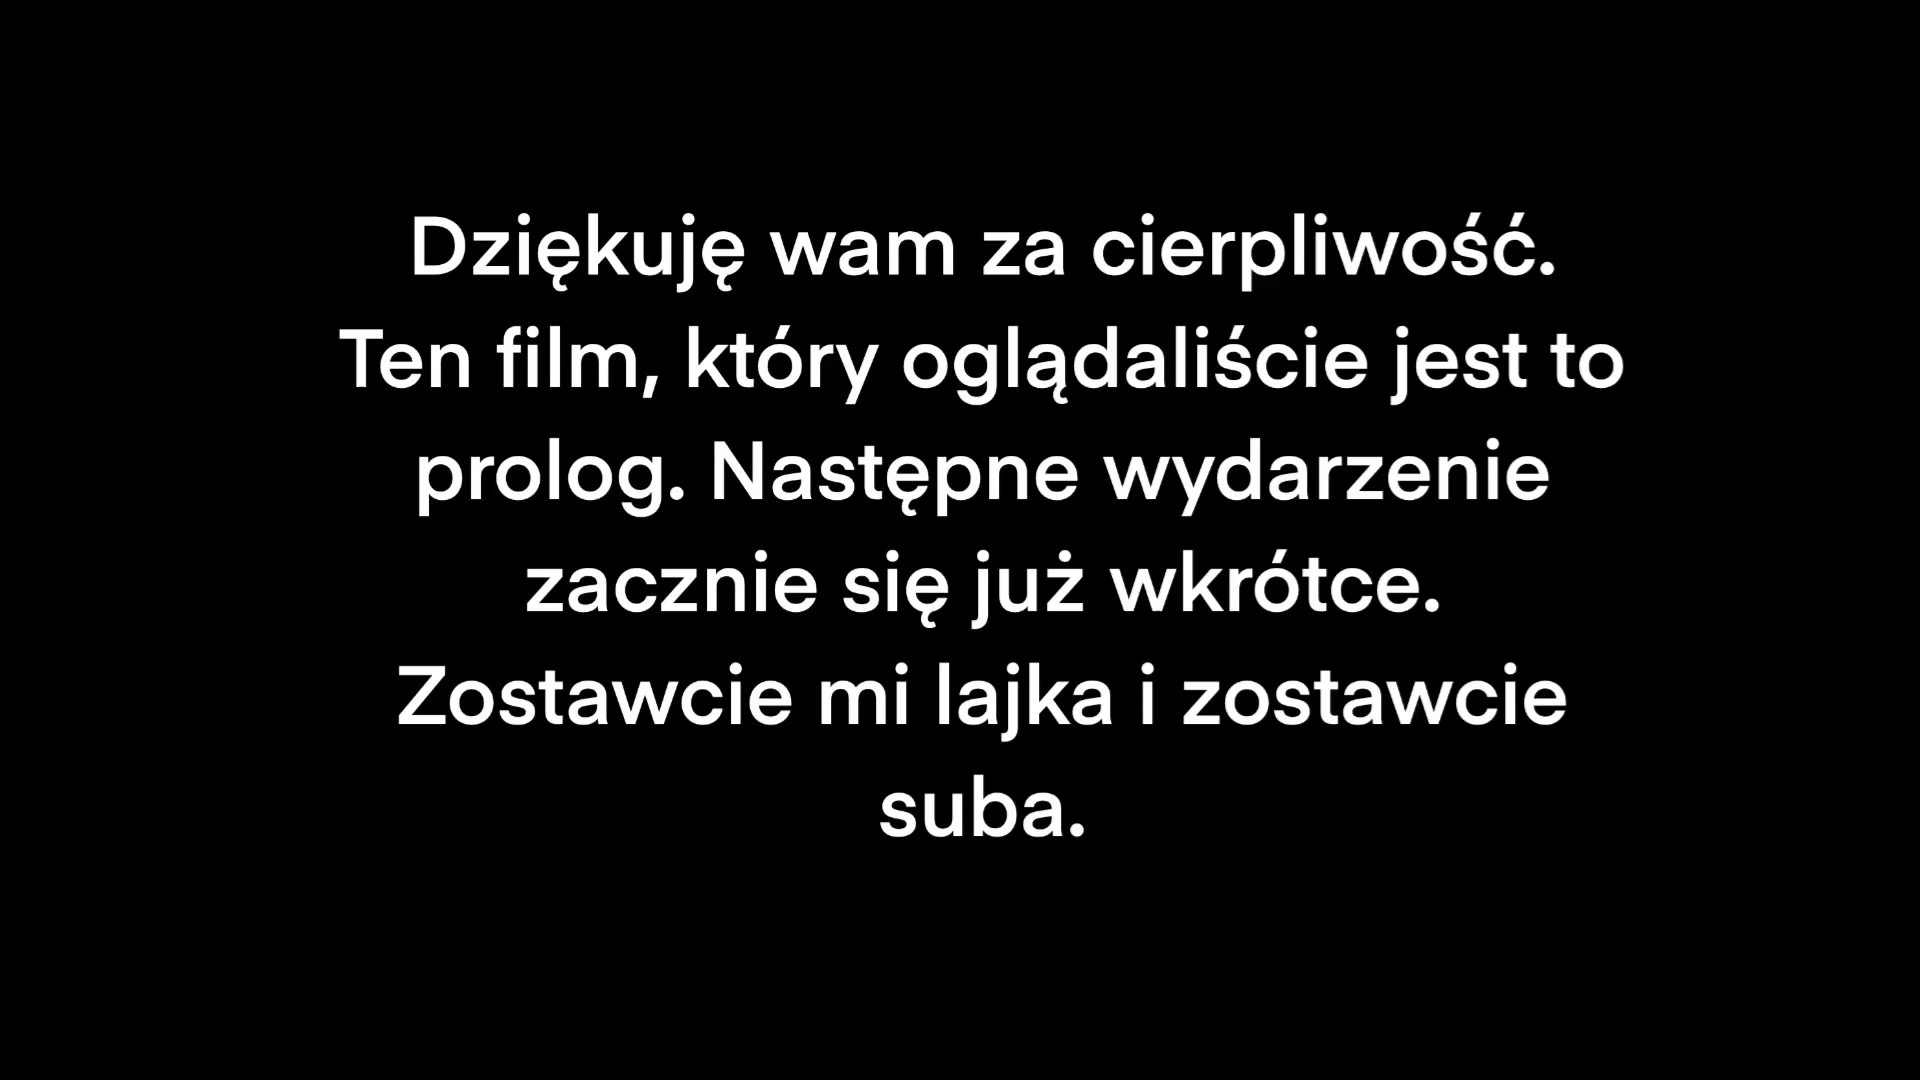 Dziękuję wam za cierpliwość.
Ten film, który oglądaliście jest to
prolog. Następne wydarzenie
zacznie się już wkrótce.
Zostawcie mi lajka i zostawcie
suba.